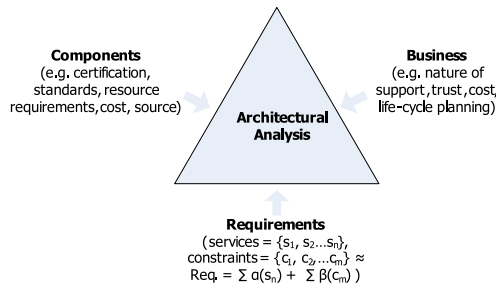 Components
(e.g. certification,
standards, resource
requirements, cost, source)
Business
(e.g. nature of
support, trust, cost,
life-cycle planning)
Architectural
Analysis
Requirements
(services = {s₁, s₂...sₙ},
constraints = {c₁, c₂,...cₘ} ≈
Req. = ∑ α(sₙ) + ∑ β(cₘ) )